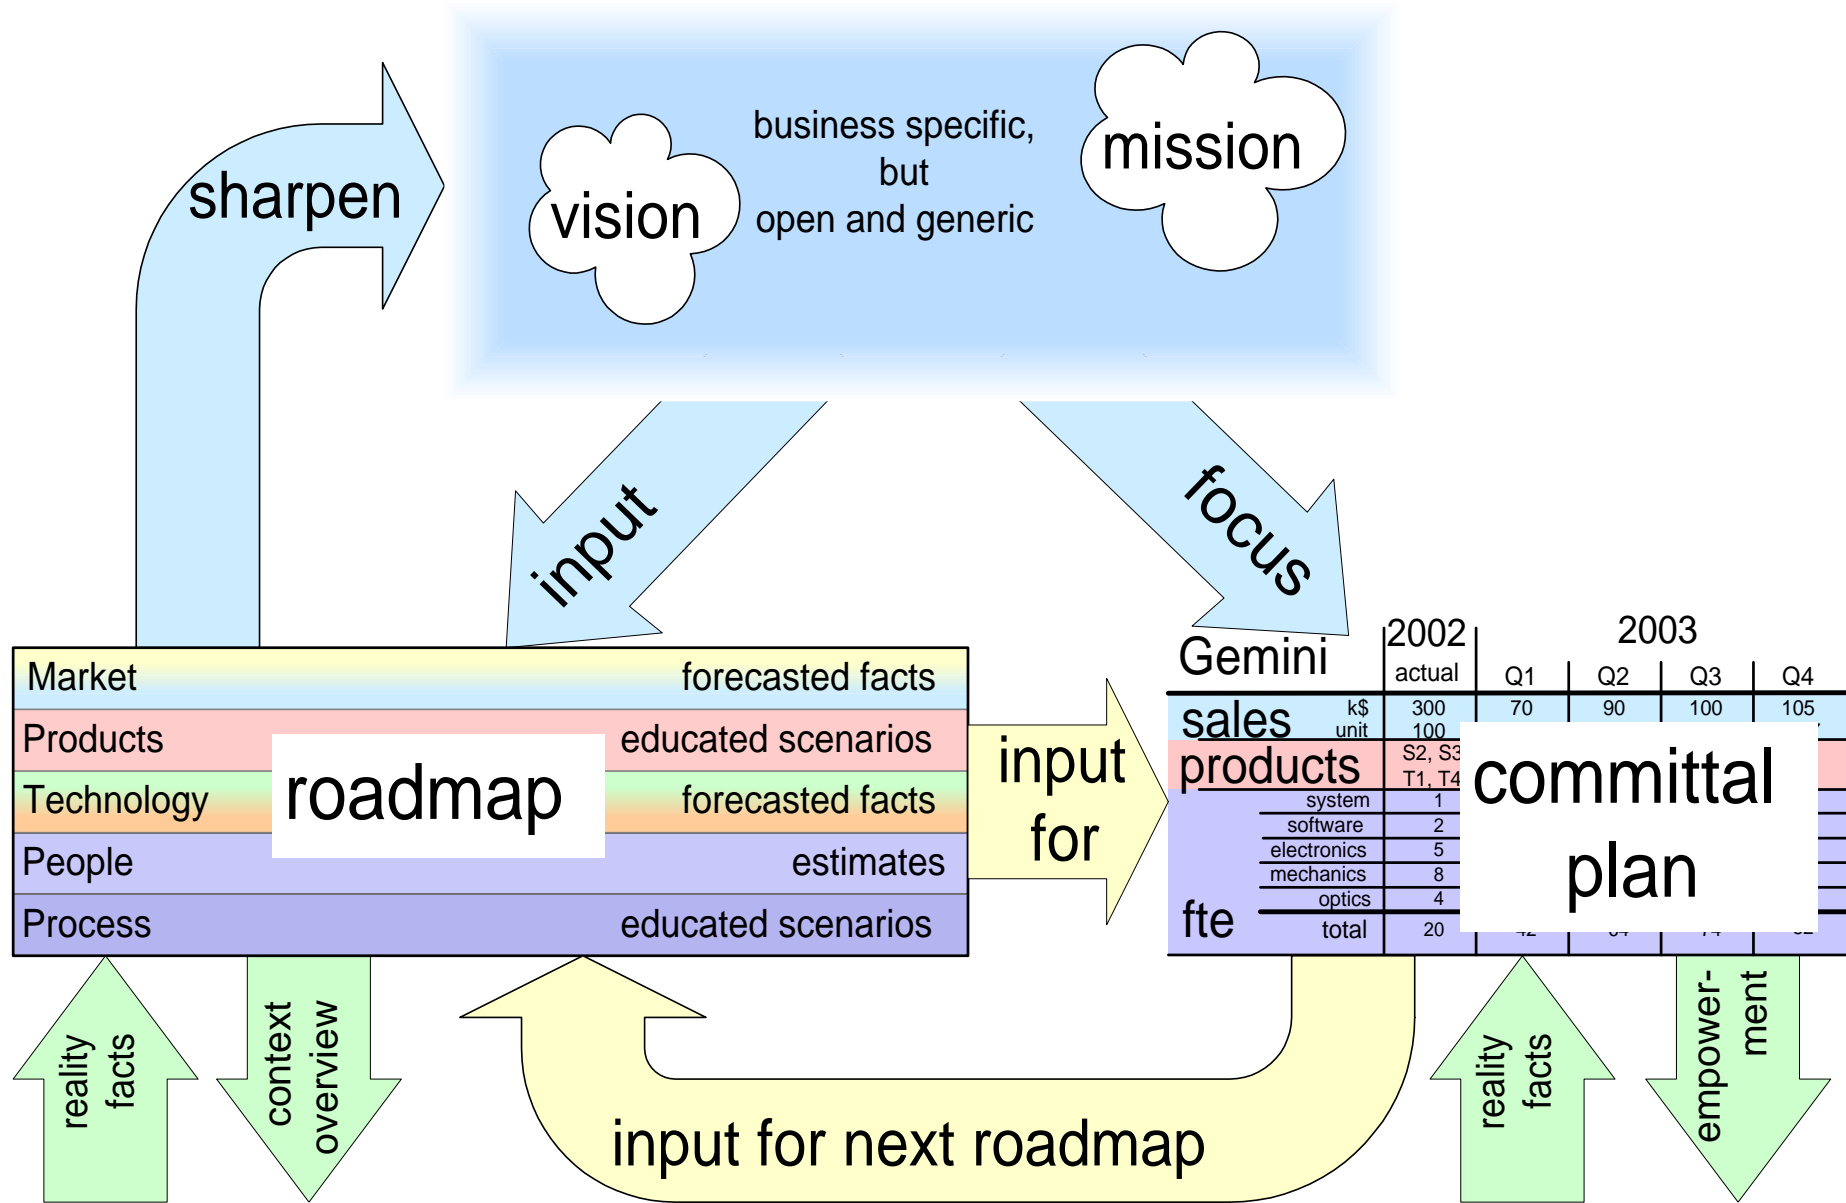 business specific,
but
open and generic
mission
vision
sharpen
input
focus
Market forecasted facts
Products educated scenarios
Technology forecasted facts
People estimates
Process educated scenarios
roadmap
input
for
Gemini 2002 2003
actual Q1 Q2 Q3 Q4
sales k$ 300 70 90 100 105
unit 100
products S2, S3
T1, T4
system 1
software 2
electronics 5
mechanics 8
optics 4
fte total 20
committal
plan
reality
facts
context
overview
input for next roadmap
reality
facts
empower-
ment